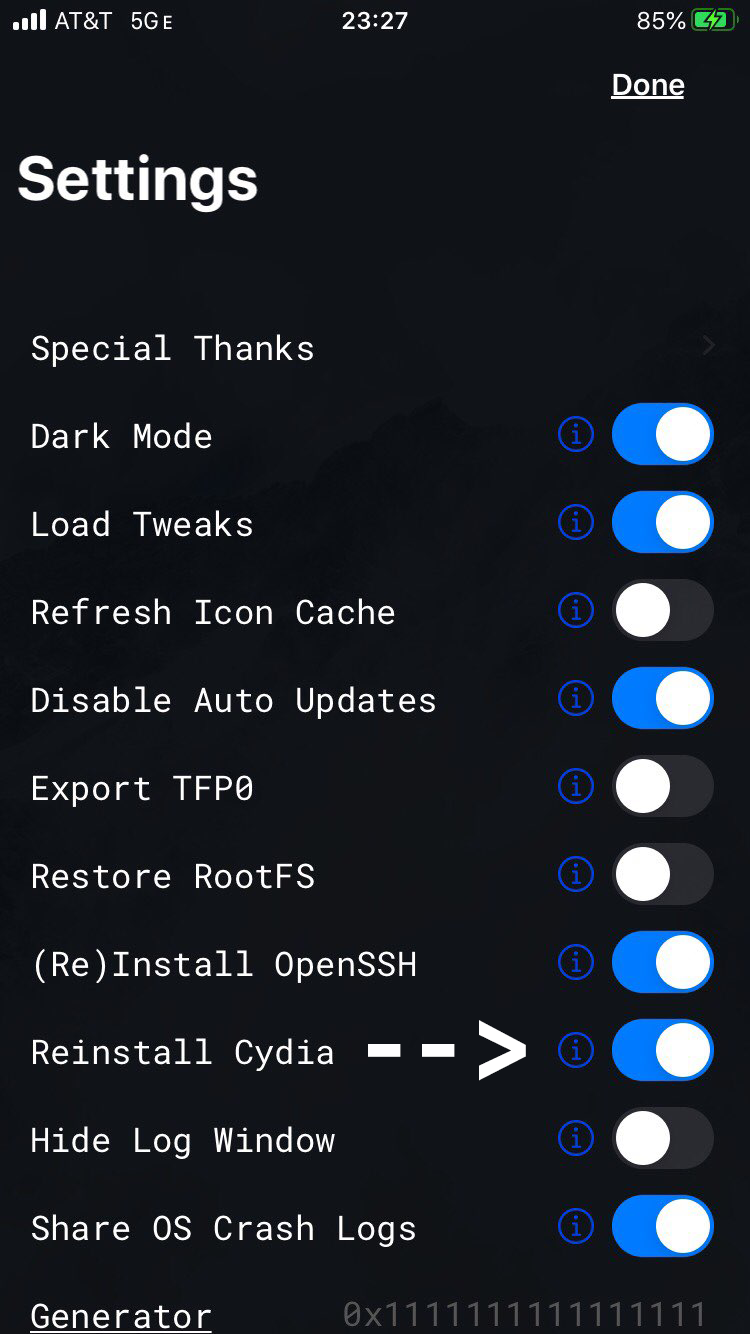 AT&T 5GE 23:27 85%
Done
Settings
Special Thanks
Dark Mode
Load Tweaks
Refresh Icon Cache
Disable Auto Updates
Export TFP0
Restore RootFS
(Re)Install OpenSSH
Reinstall Cydia -->
Hide Log Window
Share OS Crash Logs
Generator 0x1111111111111111